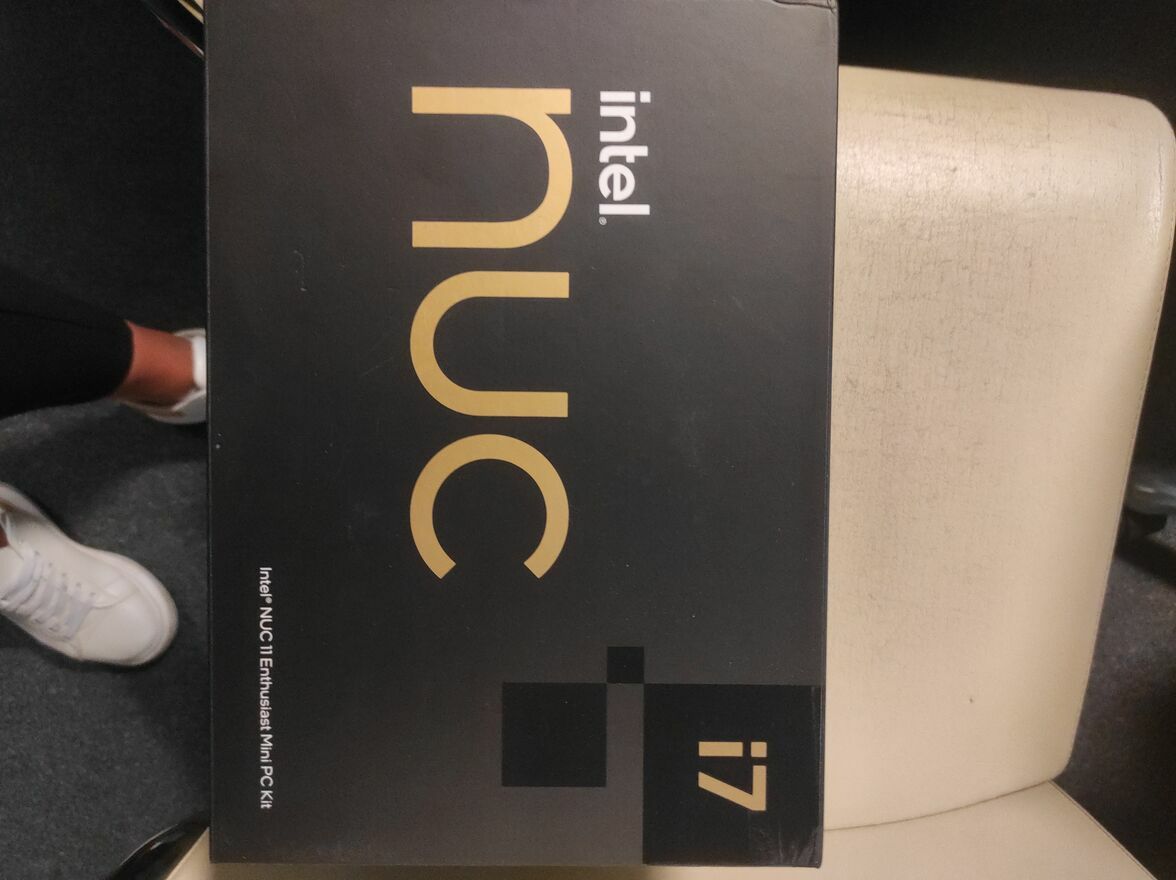 intel®
nuc
i7
Intel® NUC 11 Enthusiast Mini PC Kit